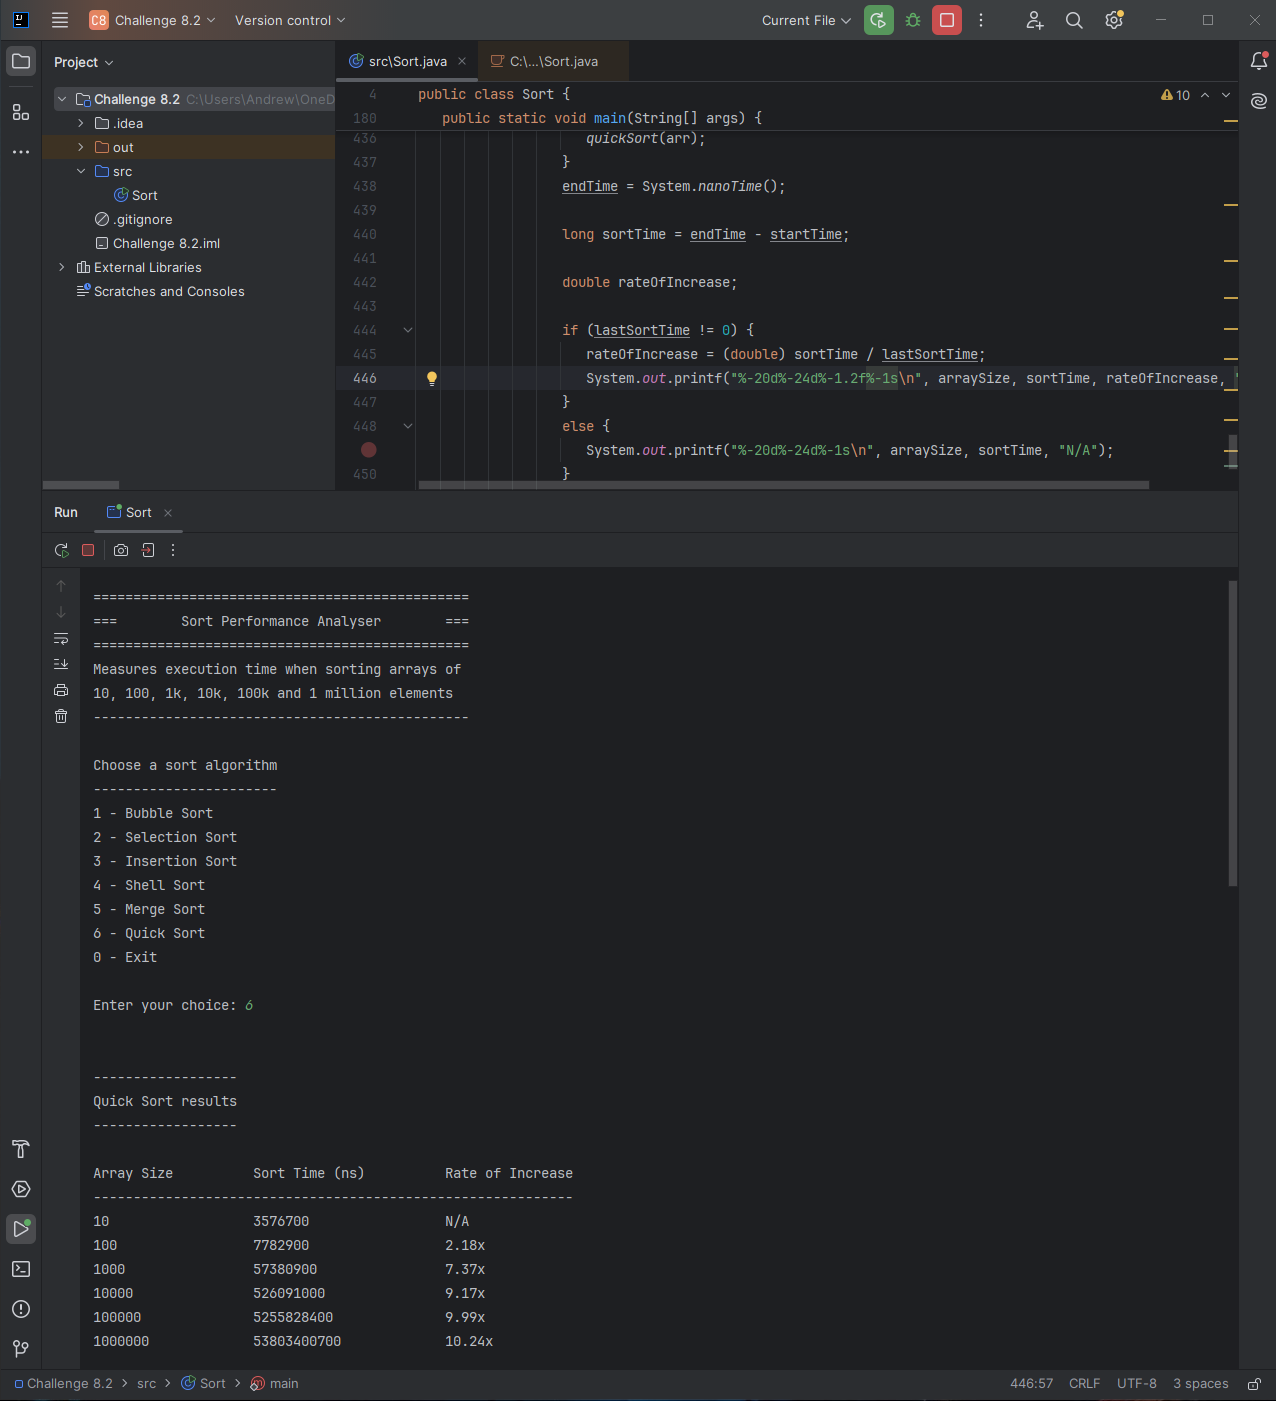 C8 Challenge 8.2 Version control Current File
Project
src\Sort.java
C:\...\Sort.java
Challenge 8.2 C:\Users\Andrew\OneD
.idea
out
src
Sort
.gitignore
Challenge 8.2.iml
External Libraries
Scratches and Consoles
4 public class Sort {
10
180 public static void main(String[] args) {
436 quickSort(arr);
437 }
438 endTime = System.nanoTime();
439
440 long sortTime = endTime - startTime;
441
442 double rateOfIncrease;
443
444 if (lastSortTime != 0) {
445 rateOfIncrease = (double) sortTime / lastSortTime;
446 System.out.printf("%-20d%-24d%-1.2f%-1s\n", arraySize, sortTime, rateOfIncrease, "
447 }
448 else {
System.out.printf("%-20d%-24d%-1s\n", arraySize, sortTime, "N/A");
450 }
Run Sort
===============================================
===        Sort Performance Analyser        ===
===============================================
Measures execution time when sorting arrays of
10, 100, 1k, 10k, 100k and 1 million elements
-----------------------------------------------
Choose a sort algorithm
-----------------------
1 - Bubble Sort
2 - Selection Sort
3 - Insertion Sort
4 - Shell Sort
5 - Merge Sort
6 - Quick Sort
0 - Exit
Enter your choice: 6
------------------
Quick Sort results
------------------
Array Size Sort Time (ns) Rate of Increase
------------------------------------------------------------
10 3576700 N/A
100 7782900 2.18x
1000 57380900 7.37x
10000 526091000 9.17x
100000 5255828400 9.99x
1000000 53803400700 10.24x
Challenge 8.2 > src > Sort > main 446:57 CRLF UTF-8 3 spaces